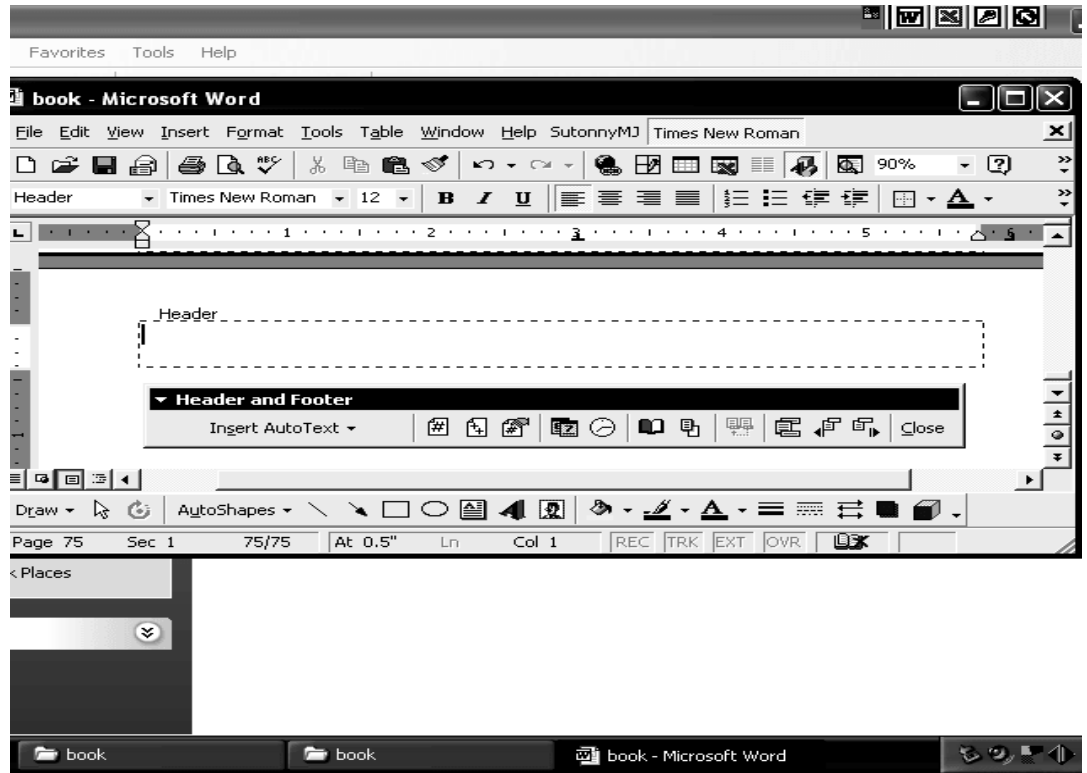 Favorites Tools Help
book - Microsoft Word
File Edit View Insert Format Tools Table Window Help SutonnyMJ Times New Roman
ABC 90%
Header Times New Roman 12 B I U A
1 2 3 4 5 6
Header
Header and Footer
Insert AutoText Close
Draw AutoShapes A
Page 75 Sec 1 75/75 At 0.5" Ln Col 1 REC TRK EXT OVR
k Places
book book book - Microsoft Word